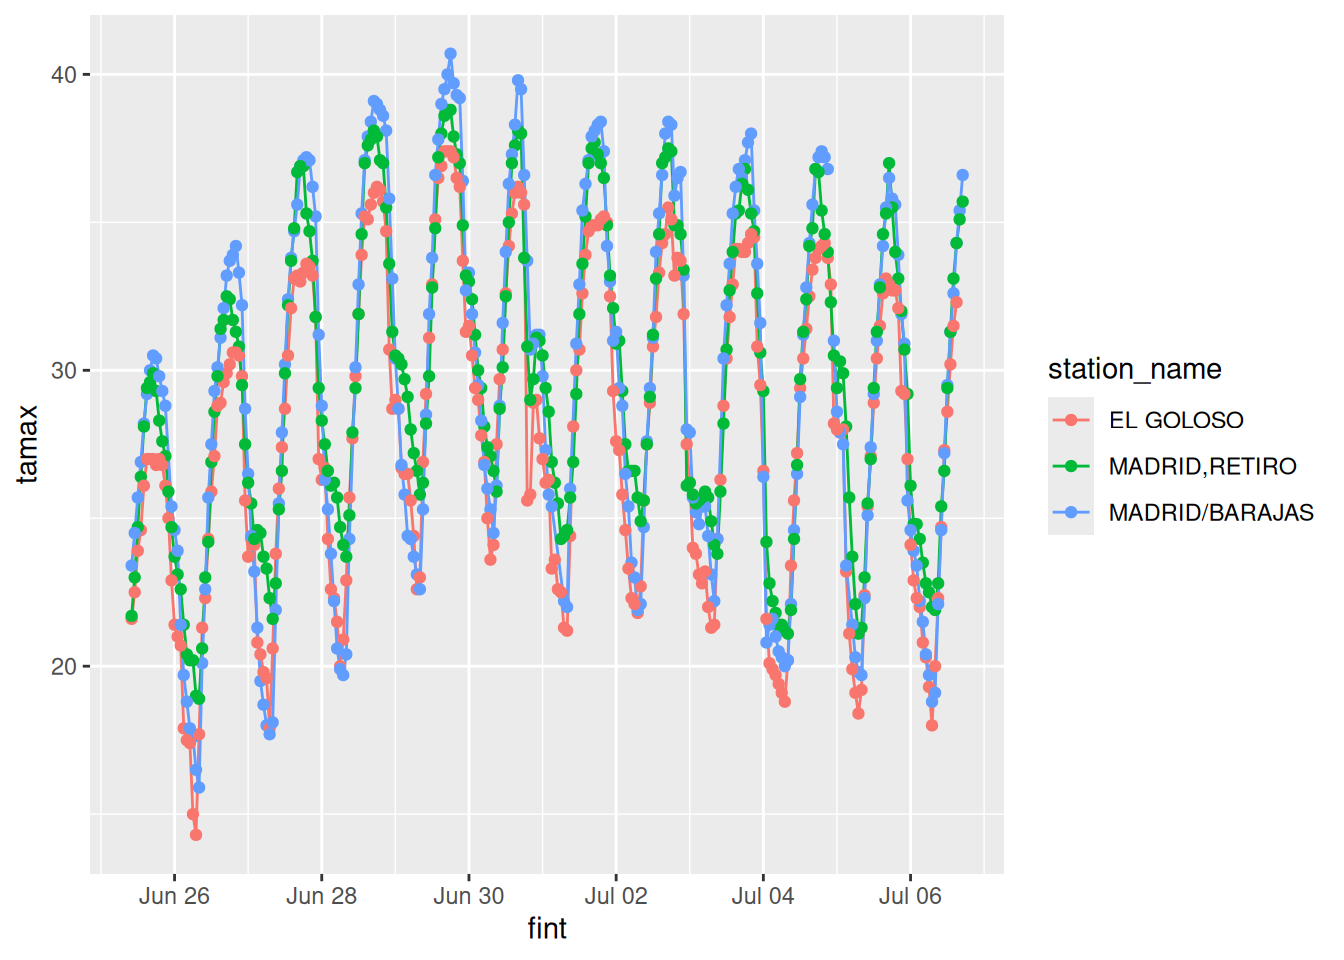 40
30
20
tamax
Jun 26
Jun 28
Jun 30
Jul 02
Jul 04
Jul 06
fint
station_name
EL GOLOSO
MADRID,RETIRO
MADRID/BARAJAS